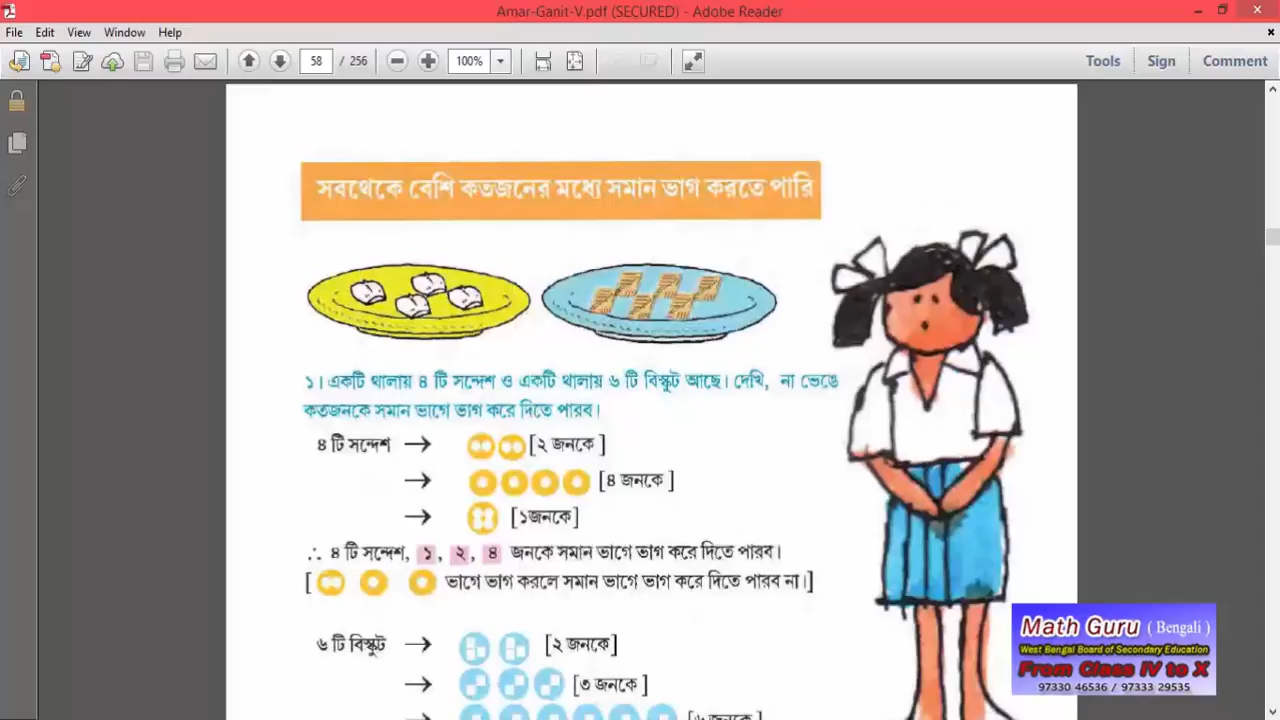 Amar-Ganit-V.pdf (SECURED) - Adobe Reader
File Edit View Window Help
58 / 256 100% Tools Sign Comment
সবথেকে বেশি কতজনের মধ্যে সমান ভাগ করতে পারি
১। একটি থালায় ৪ টি সন্দেশ ও একটি থালায় ৬ টি বিস্কুট আছে। দেখি, না ভেঙে
কতজনকে সমান ভাগে ভাগ করে দিতে পারব।
৪ টি সন্দেশ → [২ জনকে]
→ [৪ জনকে]
→ [১জনকে]
∴ ৪ টি সন্দেশ, ১, ২, ৪ জনকে সমান ভাগে ভাগ করে দিতে পারব।
[ ভাগে ভাগ করলে সমান ভাগে ভাগ করে দিতে পারব না।]
৬ টি বিস্কুট → [২ জনকে]
→ [৩ জনকে]
→ [৬ জনকে]
Math Guru ( Bengali )
West Bengal Board of Secondary Education
From Class IV to X
97330 46536 / 97333 29535